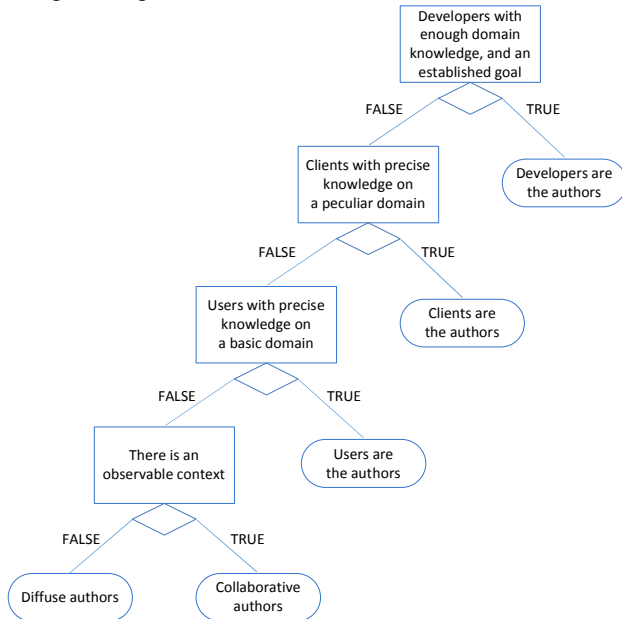 Developers with
enough domain
knowledge, and an
established goal
FALSE
TRUE
Clients with precise
knowledge on
a peculiar domain
Developers are
the authors
FALSE
TRUE
Users with precise
knowledge on
a basic domain
Clients are
the authors
FALSE
TRUE
There is an
observable context
Users are
the authors
FALSE
TRUE
Diffuse authors
Collaborative
authors